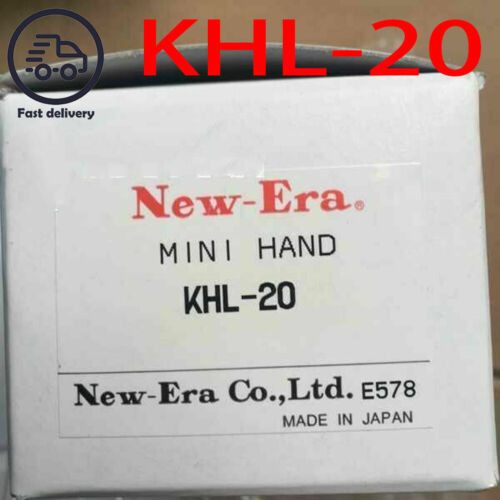 KHL-20
Fast delivery
New-Era®
MINI HAND
KHL-20
New-Era Co.,Ltd. E578
MADE IN JAPAN